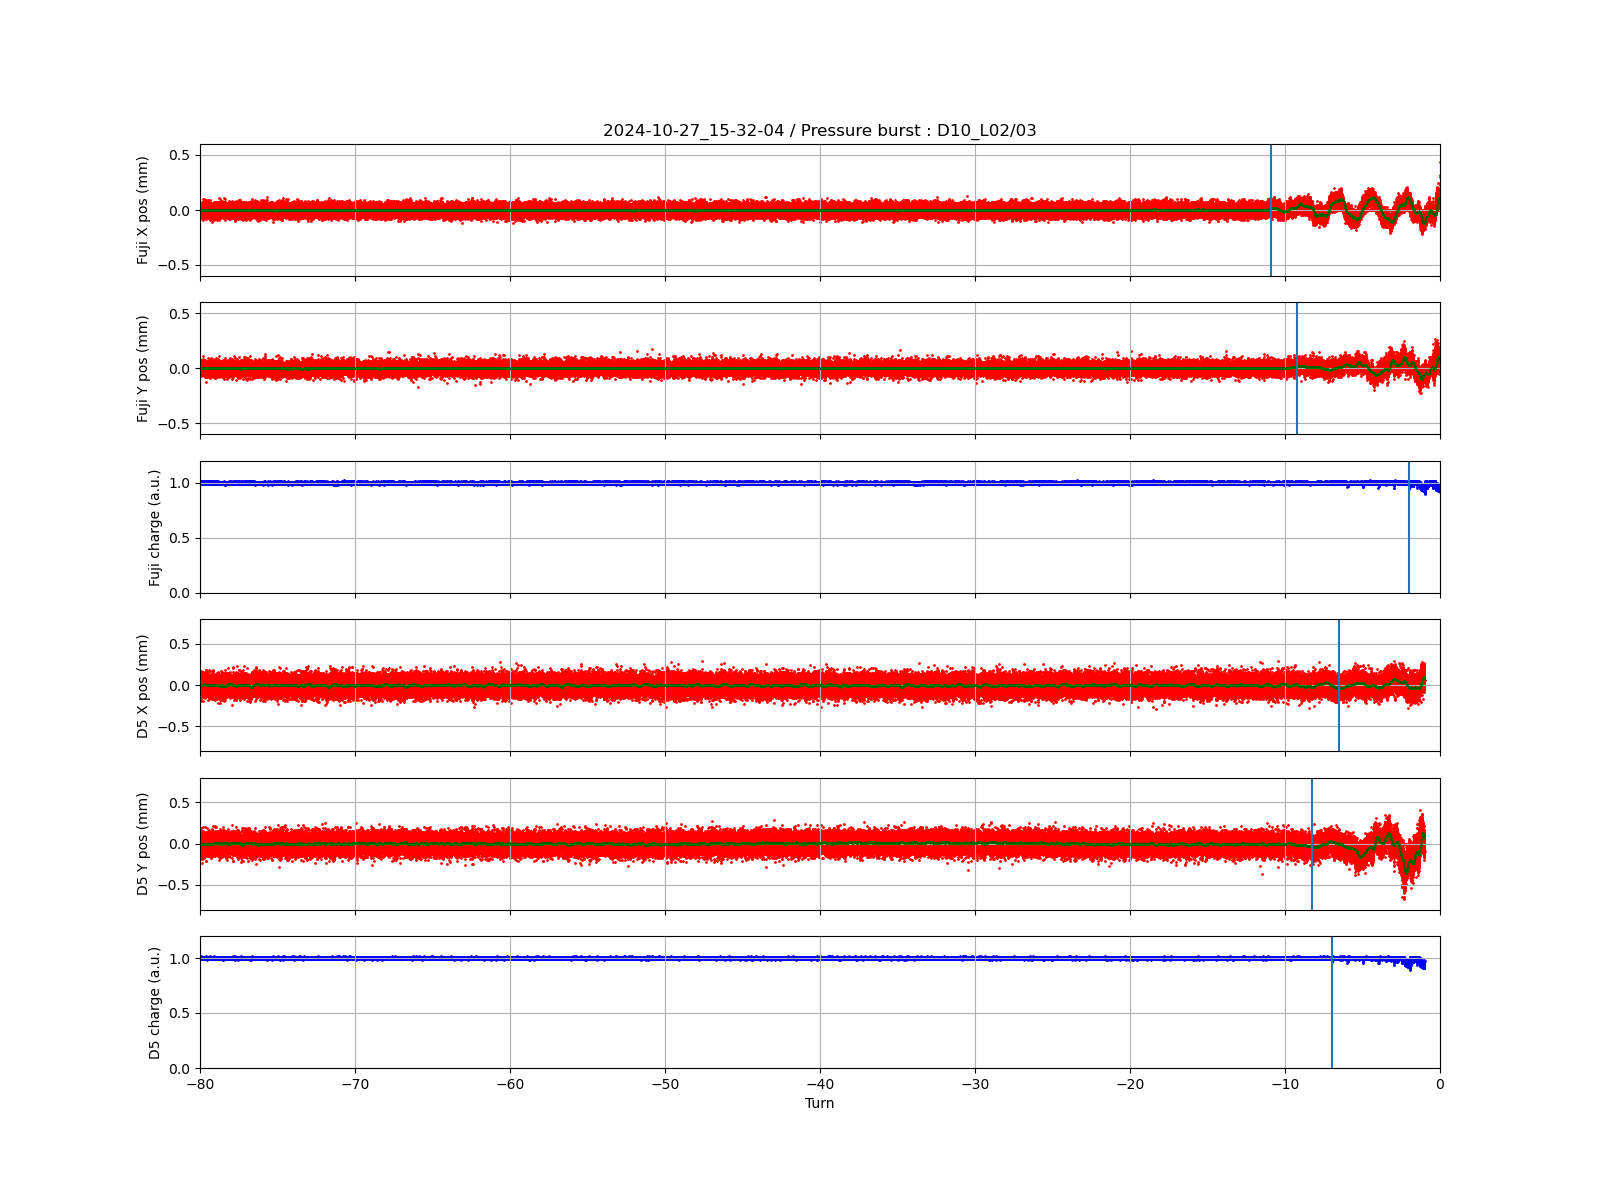 2024-10-27_15-32-04 / Pressure burst : D10_L02/03
Fuji X pos (mm)
0.5
0.0
−0.5
Fuji Y pos (mm)
0.5
0.0
−0.5
Fuji charge (a.u.)
1.0
0.5
0.0
D5 X pos (mm)
0.5
0.0
−0.5
D5 Y pos (mm)
0.5
0.0
−0.5
D5 charge (a.u.)
1.0
0.5
0.0
−80 −70 −60 −50 −40 −30 −20 −10 0
Turn